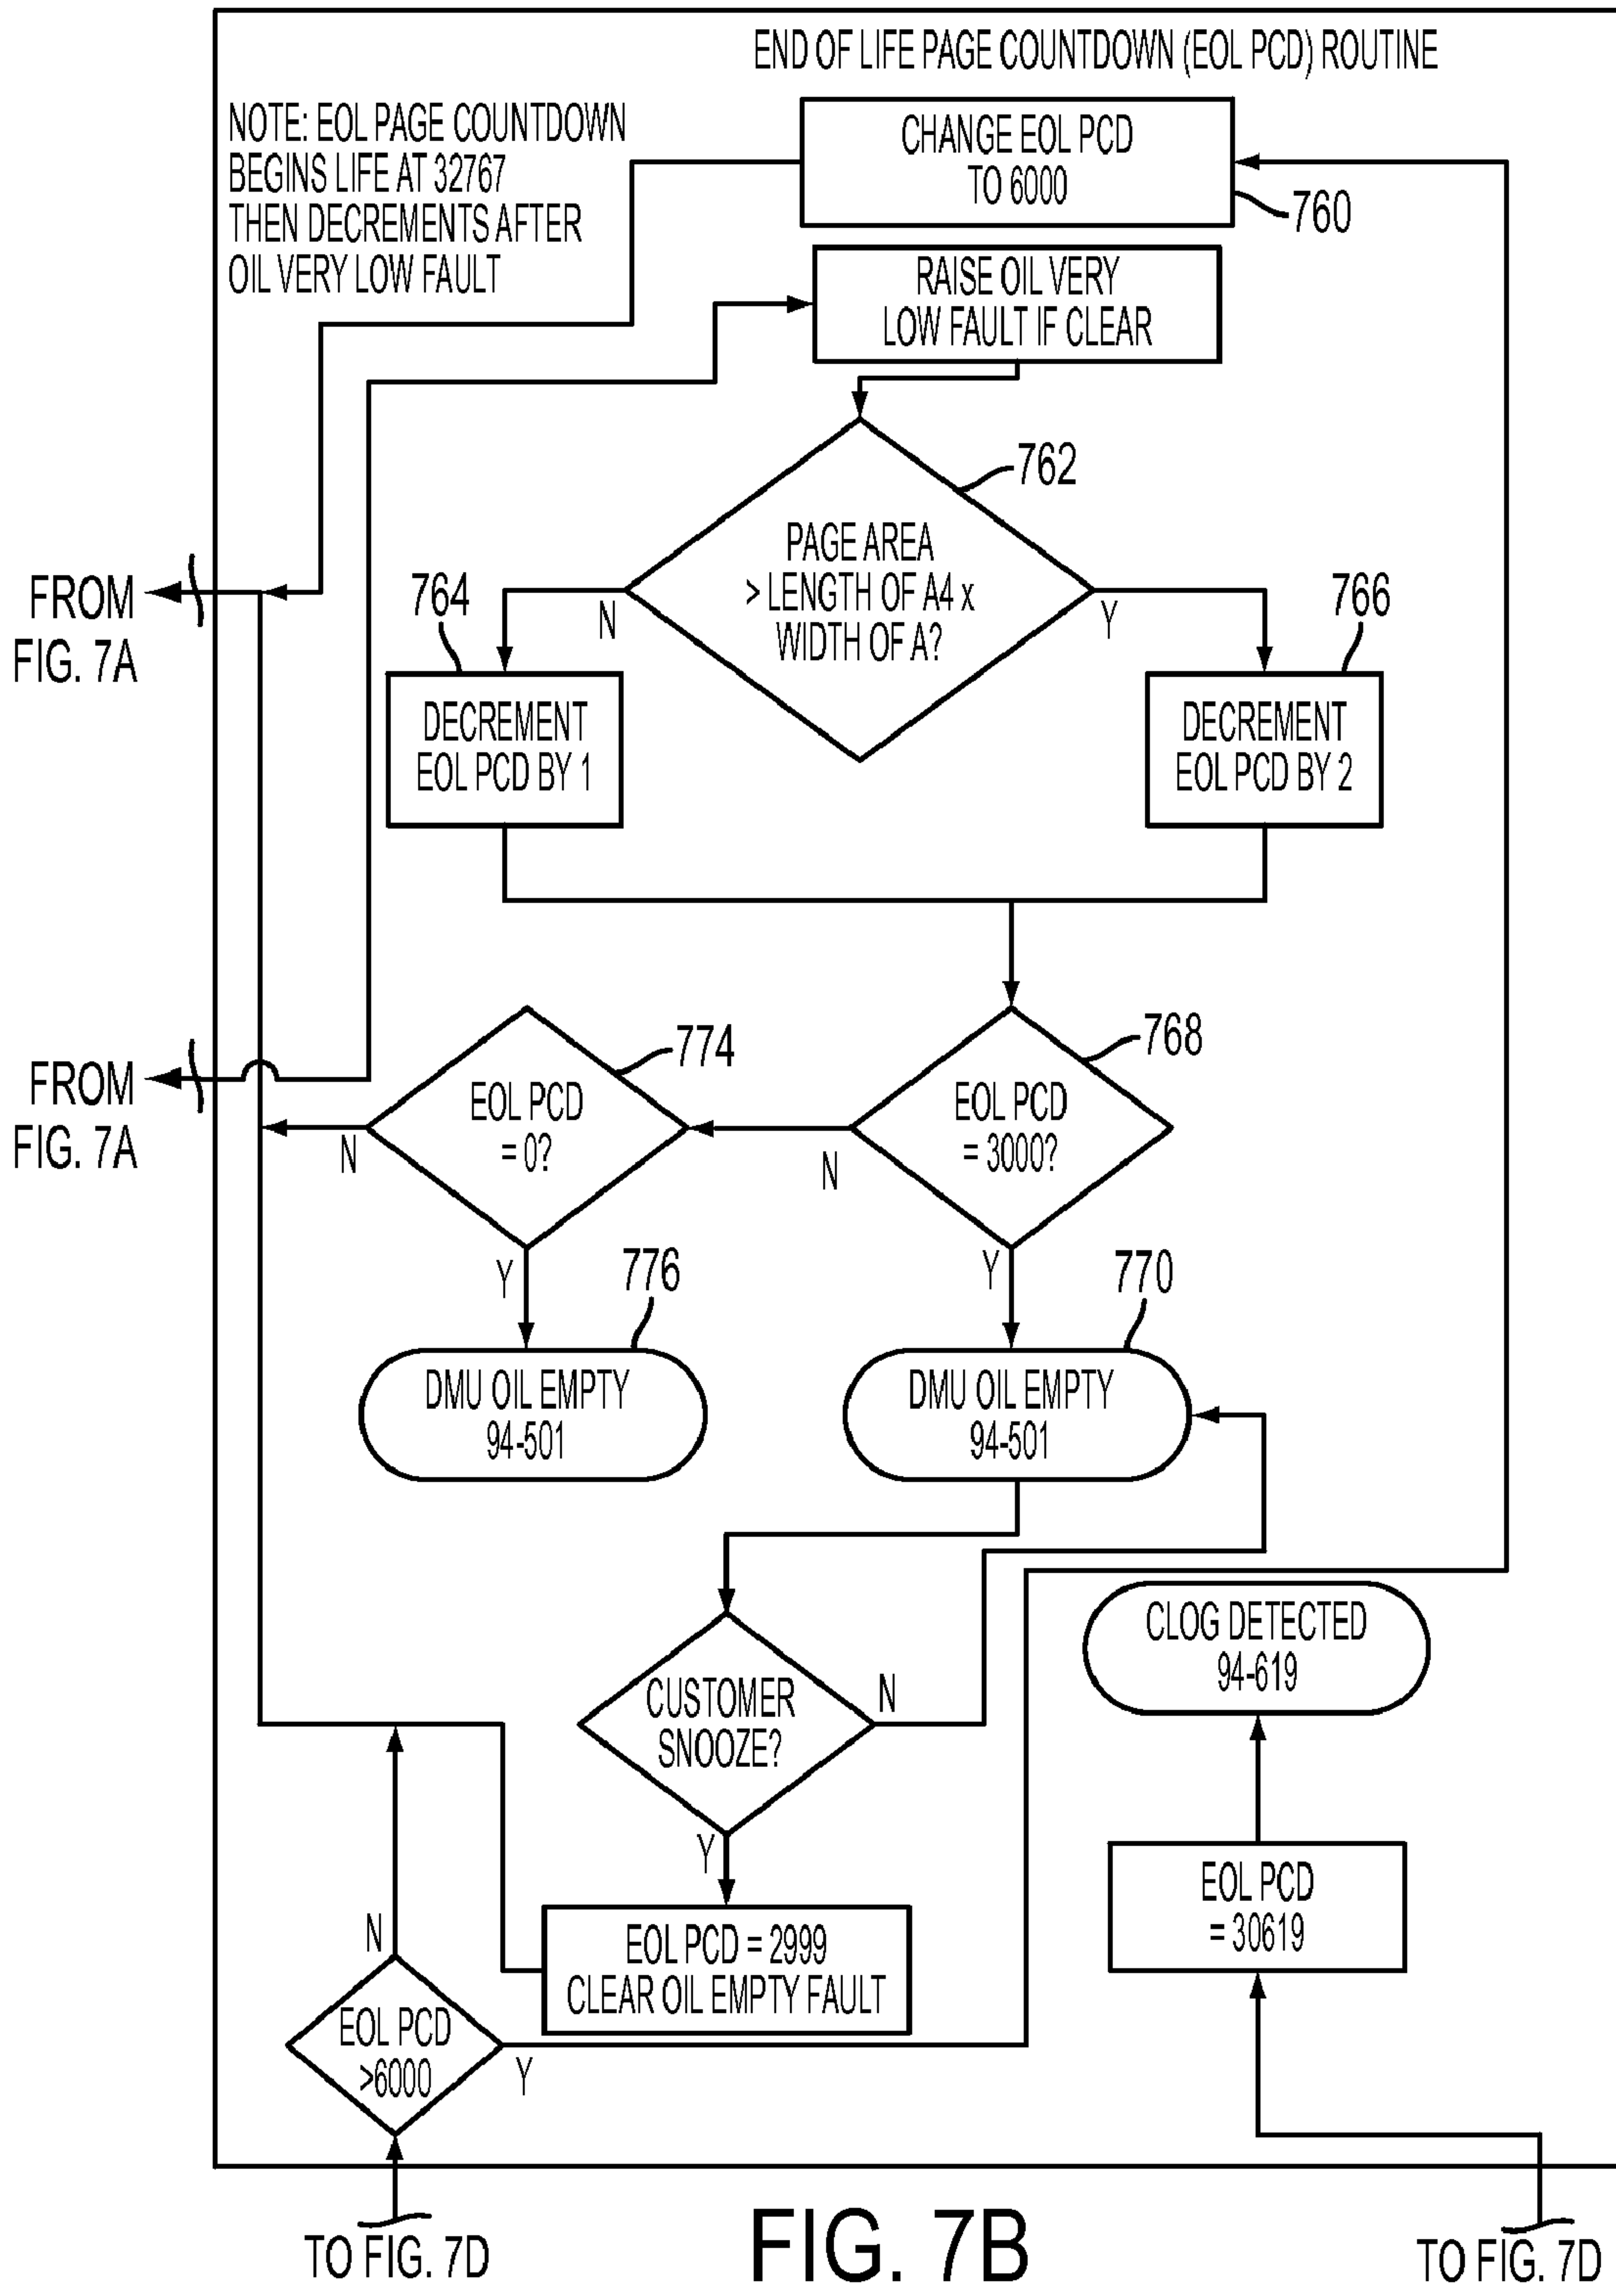 END OF LIFE PAGE COUNTDOWN (EOL PCD) ROUTINE
NOTE: EOL PAGE COUNTDOWN
BEGINS LIFE AT 32767
THEN DECREMENTS AFTER
OIL VERY LOW FAULT
CHANGE EOL PCD
TO 6000
760
RAISE OIL VERY
LOW FAULT IF CLEAR
762
PAGE AREA
> LENGTH OF A4 x
WIDTH OF A?
N
Y
FROM
FIG. 7A
764
766
DECREMENT
EOL PCD BY 1
DECREMENT
EOL PCD BY 2
FROM
FIG. 7A
774
768
EOL PCD
= 0?
EOL PCD
= 3000?
N
N
Y
Y
776
770
DMU OIL EMPTY
94-501
DMU OIL EMPTY
94-501
CLOG DETECTED
94-619
CUSTOMER
SNOOZE?
N
Y
EOL PCD
= 30619
EOL PCD = 2999
CLEAR OIL EMPTY FAULT
N
EOL PCD
>6000
Y
TO FIG. 7D
FIG. 7B
TO FIG. 7D